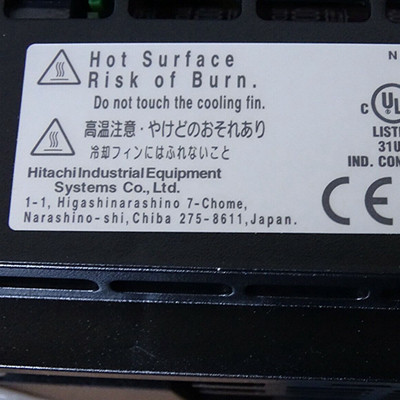 Hot Surface
Risk of Burn.
Do not touch the cooling fin.
高温注意・やけどのおそれあり
冷却フィンにはふれないこと
Hitachi Industrial Equipment
Systems Co., Ltd.
1-1, Higashinarashino 7-Chome,
Narashino-shi, Chiba 275-8611, Japan.
N
C UL
LISTE
31U
IND. CON
CE